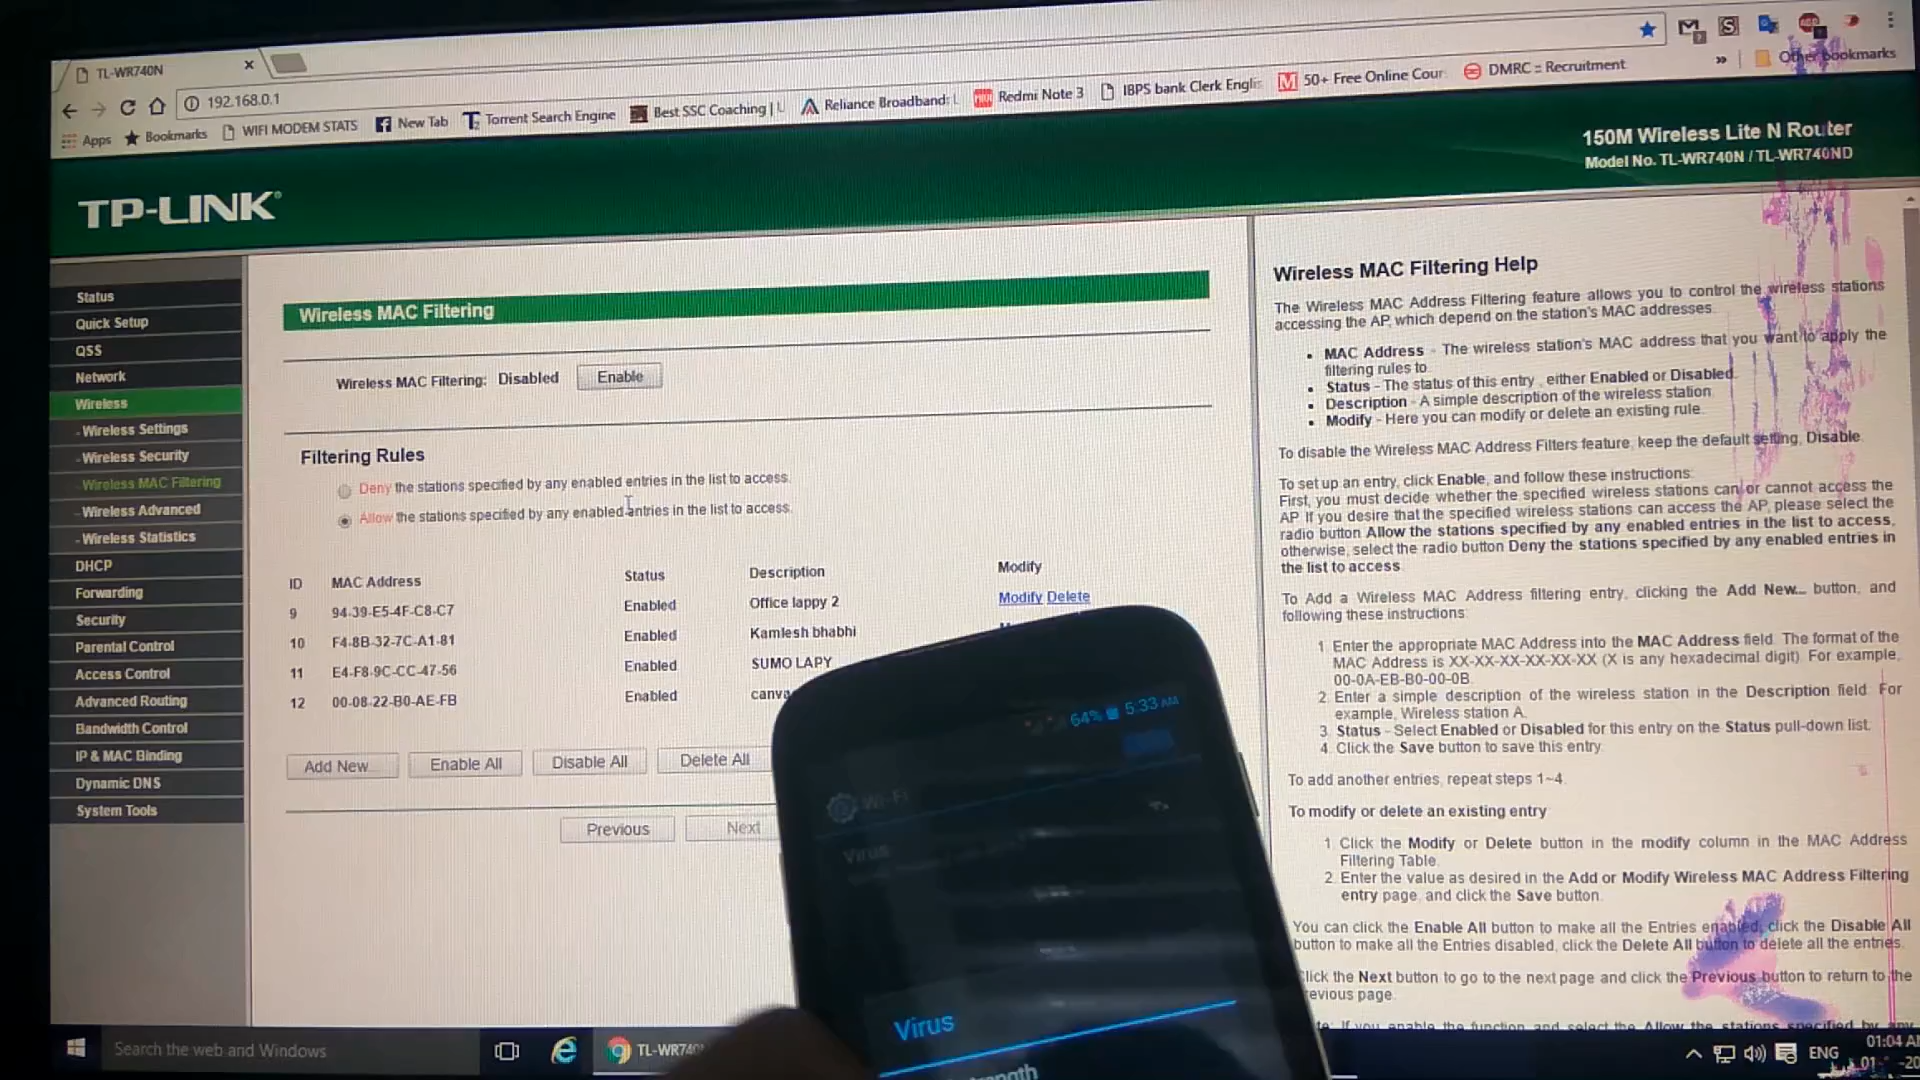 TL-WR740N
192.168.0.1
Apps
Bookmarks
WIFI MODEM STATS
New Tab
Torrent Search Engine
Best SSC Coaching | L
Reliance Broadband: L
Redmi Note 3
IBPS bank Clerk Englis
50+ Free Online Cour
DMRC :: Recruitment
»
Other bookmarks
TP-LINK
150M Wireless Lite N Router
Model No. TL-WR740N / TL-WR740ND
Status
Quick Setup
QSS
Network
Wireless
- Wireless Settings
- Wireless Security
- Wireless MAC Filtering
- Wireless Advanced
- Wireless Statistics
DHCP
Forwarding
Security
Parental Control
Access Control
Advanced Routing
Bandwidth Control
IP & MAC Binding
Dynamic DNS
System Tools
Wireless MAC Filtering
Wireless MAC Filtering: Disabled Enable
Filtering Rules
Deny the stations specified by any enabled entries in the list to access.
Allow the stations specified by any enabled entries in the list to access.
ID MAC Address Status Description Modify
9 94-39-E5-4F-C8-C7 Enabled Office lappy 2 Modify Delete
10 F4-8B-32-7C-A1-81 Enabled Kamlesh bhabhi
11 E4-F8-9C-CC-47-56 Enabled SUMO LAPY
12 00-08-22-B0-AE-FB Enabled canva
Add New... Enable All Disable All Delete All
Previous Next
Wireless MAC Filtering Help
The Wireless MAC Address Filtering feature allows you to control the wireless stations
accessing the AP, which depend on the station's MAC addresses.
MAC Address - The wireless station's MAC address that you want to apply the
filtering rules to.
Status - The status of this entry, either Enabled or Disabled.
Description - A simple description of the wireless station.
Modify - Here you can modify or delete an existing rule.
To disable the Wireless MAC Address Filters feature, keep the default setting, Disable.
To set up an entry, click Enable, and follow these instructions:
First, you must decide whether the specified wireless stations can or cannot access the
AP. If you desire that the specified wireless stations can access the AP, please select the
radio button Allow the stations specified by any enabled entries in the list to access,
otherwise, select the radio button Deny the stations specified by any enabled entries in
the list to access.
To Add a Wireless MAC Address filtering entry, clicking the Add New... button, and
following these instructions:
1. Enter the appropriate MAC Address into the MAC Address field. The format of the
MAC Address is XX-XX-XX-XX-XX-XX (X is any hexadecimal digit). For example,
00-0A-EB-B0-00-0B.
2. Enter a simple description of the wireless station in the Description field. For
example, Wireless station A.
3. Status - Select Enabled or Disabled for this entry on the Status pull-down list.
4. Click the Save button to save this entry.
To add another entries, repeat steps 1~4.
To modify or delete an existing entry:
1. Click the Modify or Delete button in the modify column in the MAC Address
Filtering Table.
2. Enter the value as desired in the Add or Modify Wireless MAC Address Filtering
entry page, and click the Save button.
You can click the Enable All button to make all the Entries enabled, click the Disable All
button to make all the Entries disabled, click the Delete All button to delete all the entries.
lick the Next button to go to the next page and click the Previous button to return to the
evious page.
te: If you enable the function and select the Allow the stations specified by any
64% 5:33 AM
Wi-Fi
Virus
Virus
ength
Search the web and Windows
TL-WR740
ENG
01:04 A